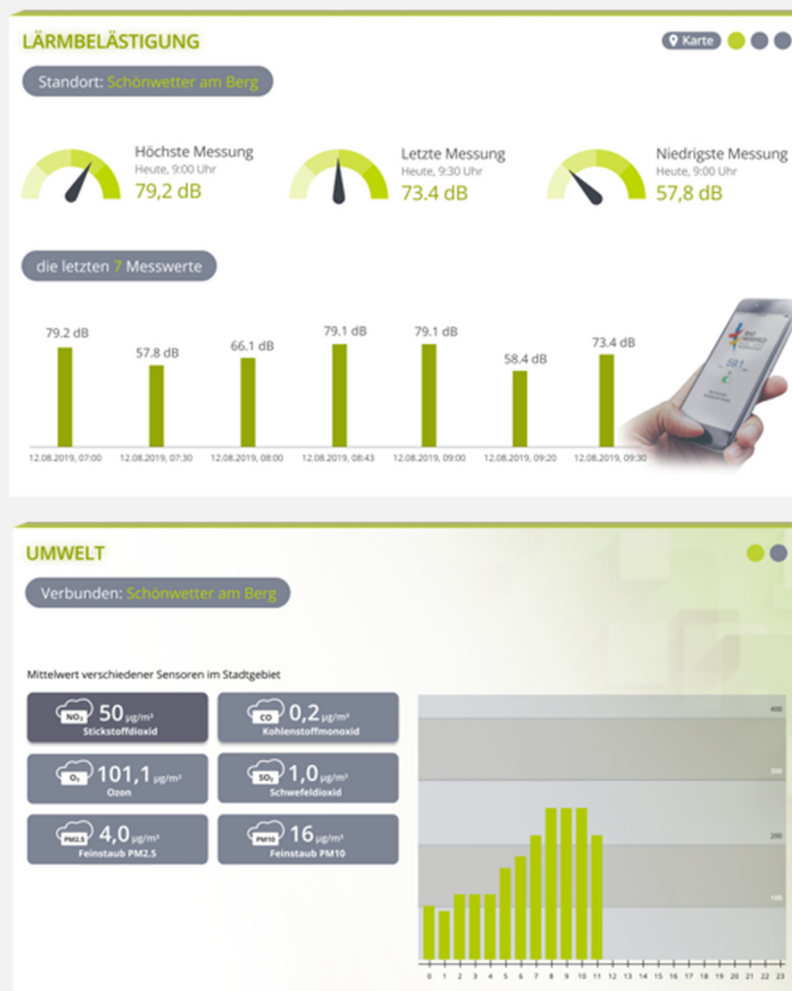 LÄRMBELÄSTIGUNG
Karte
Standort: Schönwetter am Berg
Höchste Messung
Heute, 9:00 Uhr
79,2 dB
Letzte Messung
Heute, 9:30 Uhr
73.4 dB
Niedrigste Messung
Heute, 9:00 Uhr
57,8 dB
die letzten 7 Messwerte
79.2 dB
57.8 dB
66.1 dB
79.1 dB
79.1 dB
58.4 dB
73.4 dB
12.08.2019, 07:00
12.08.2019, 07:30
12.08.2019, 08:00
12.08.2019, 08:43
12.08.2019, 09:00
12.08.2019, 09:20
12.08.2019, 09:30
59.1
UMWELT
Verbunden: Schönwetter am Berg
Mittelwert verschiedener Sensoren im Stadtgebiet
NO₂ 50 µg/m³
Stickstoffdioxid
CO 0,2 µg/m³
Kohlenstoffmonoxid
O₃ 101,1 µg/m³
Ozon
SO₂ 1,0 µg/m³
Schwefeldioxid
PM2.5 4,0 µg/m³
Feinstaub PM2.5
PM10 16 µg/m³
Feinstaub PM10
400
300
200
100
0 1 2 3 4 5 6 7 8 9 10 11 12 13 14 15 16 17 18 19 20 21 22 23